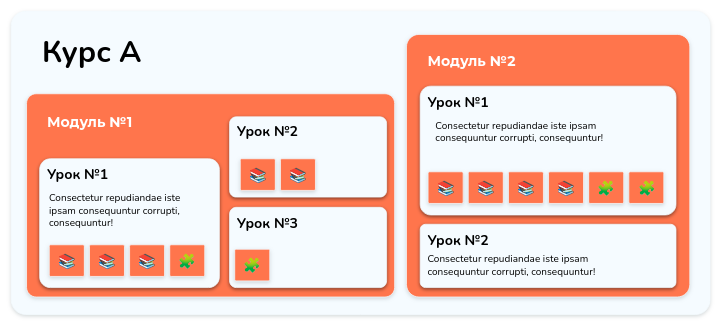 Курс А
Модуль №1
Урок №1
Consectetur repudiandae iste
ipsam consequuntur corrupti,
consequuntur!
Урок №2
Урок №3
Модуль №2
Урок №1
Consectetur repudiandae iste ipsam
consequuntur corrupti, consequuntur!
Урок №2
Consectetur repudiandae iste ipsam
consequuntur corrupti, consequuntur!